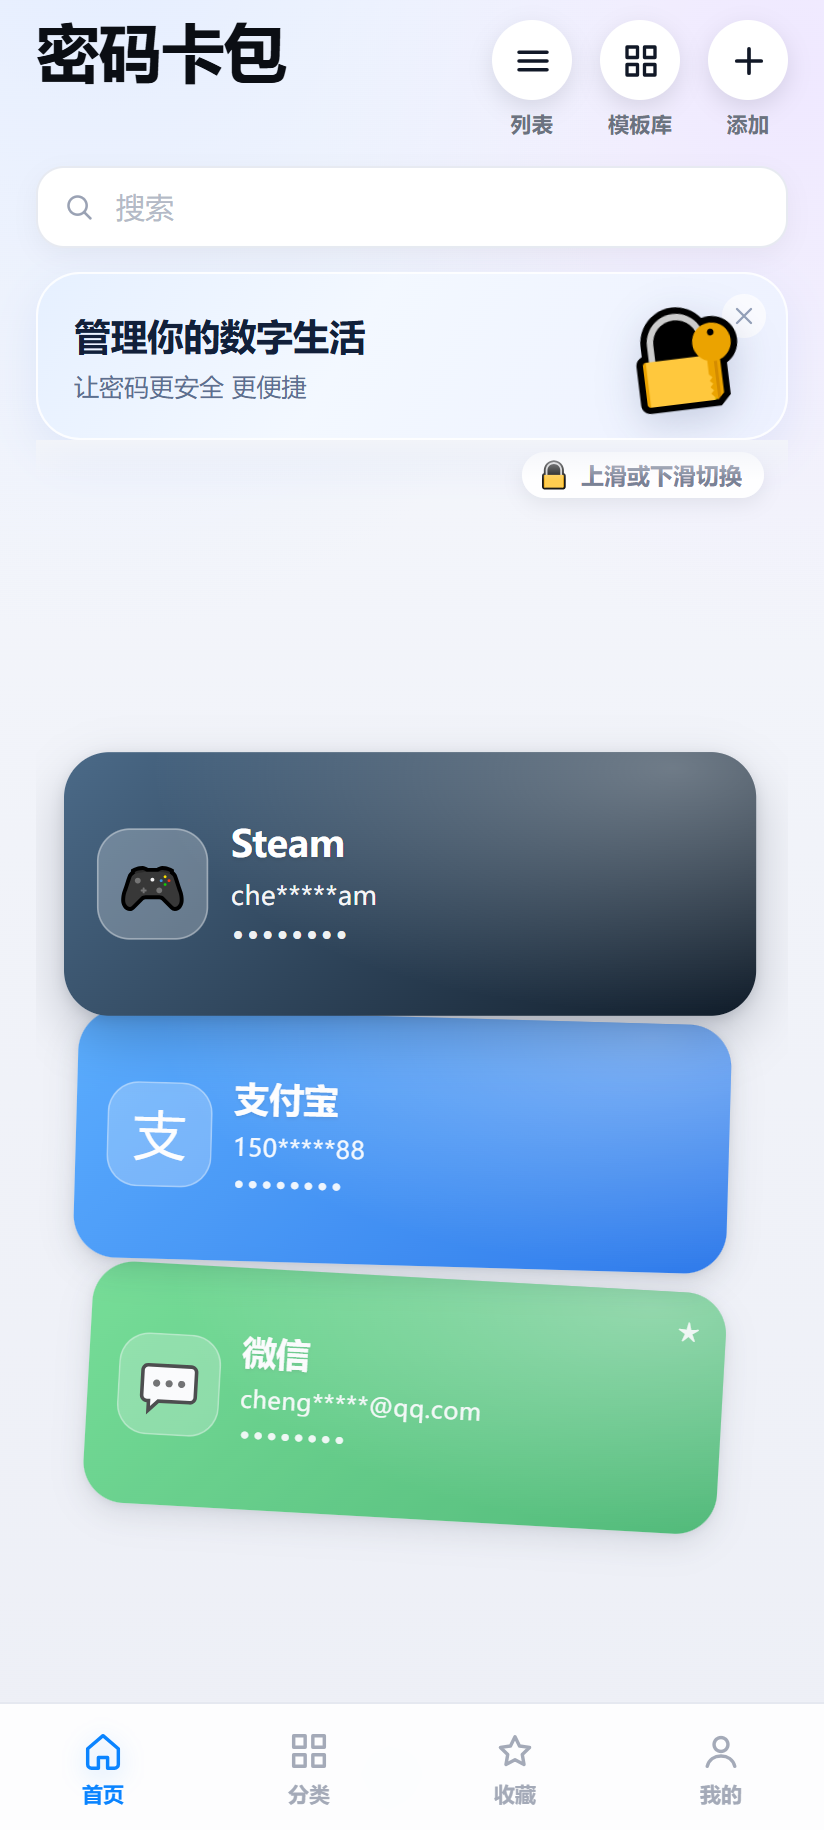 密码卡包
列表
模板库
添加
搜索
管理你的数字生活
让密码更安全 更便捷
上滑或下滑切换
Steam
che*****am
••••••••
支
支付宝
150*****88
••••••••
微信
cheng*****@qq.com
••••••••
首页
分类
收藏
我的